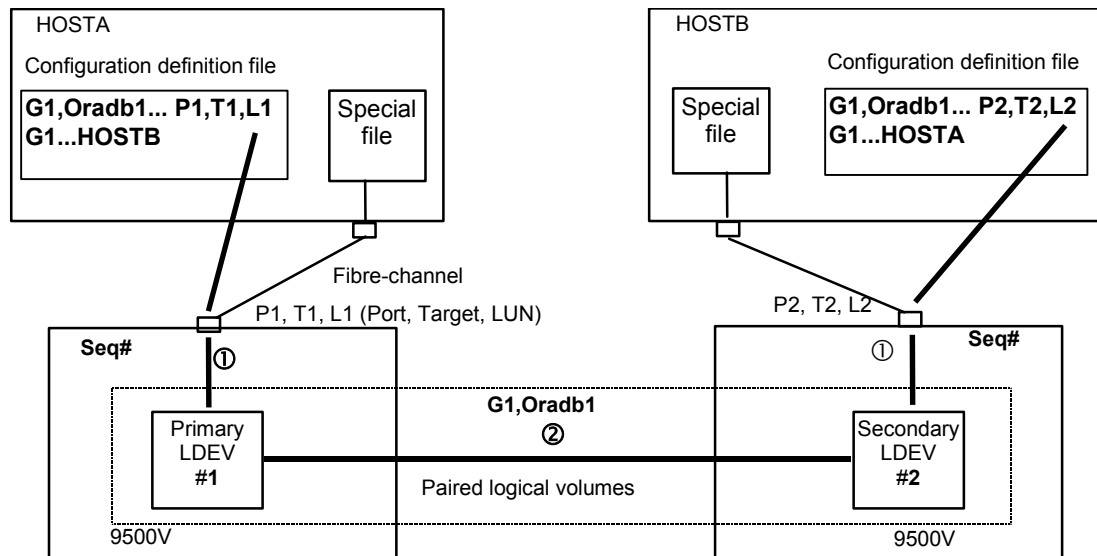 HOSTA
Configuration definition file
G1,Oradb1... P1,T1,L1
G1...HOSTB
Special
file
HOSTB
Configuration definition file
Special
file
G1,Oradb1... P2,T2,L2
G1...HOSTA
Fibre-channel
P1, T1, L1 (Port, Target, LUN)
P2, T2, L2
Seq#
①
①
Seq#
G1,Oradb1
②
Primary
LDEV
#1
Secondary
LDEV
#2
Paired logical volumes
9500V
9500V